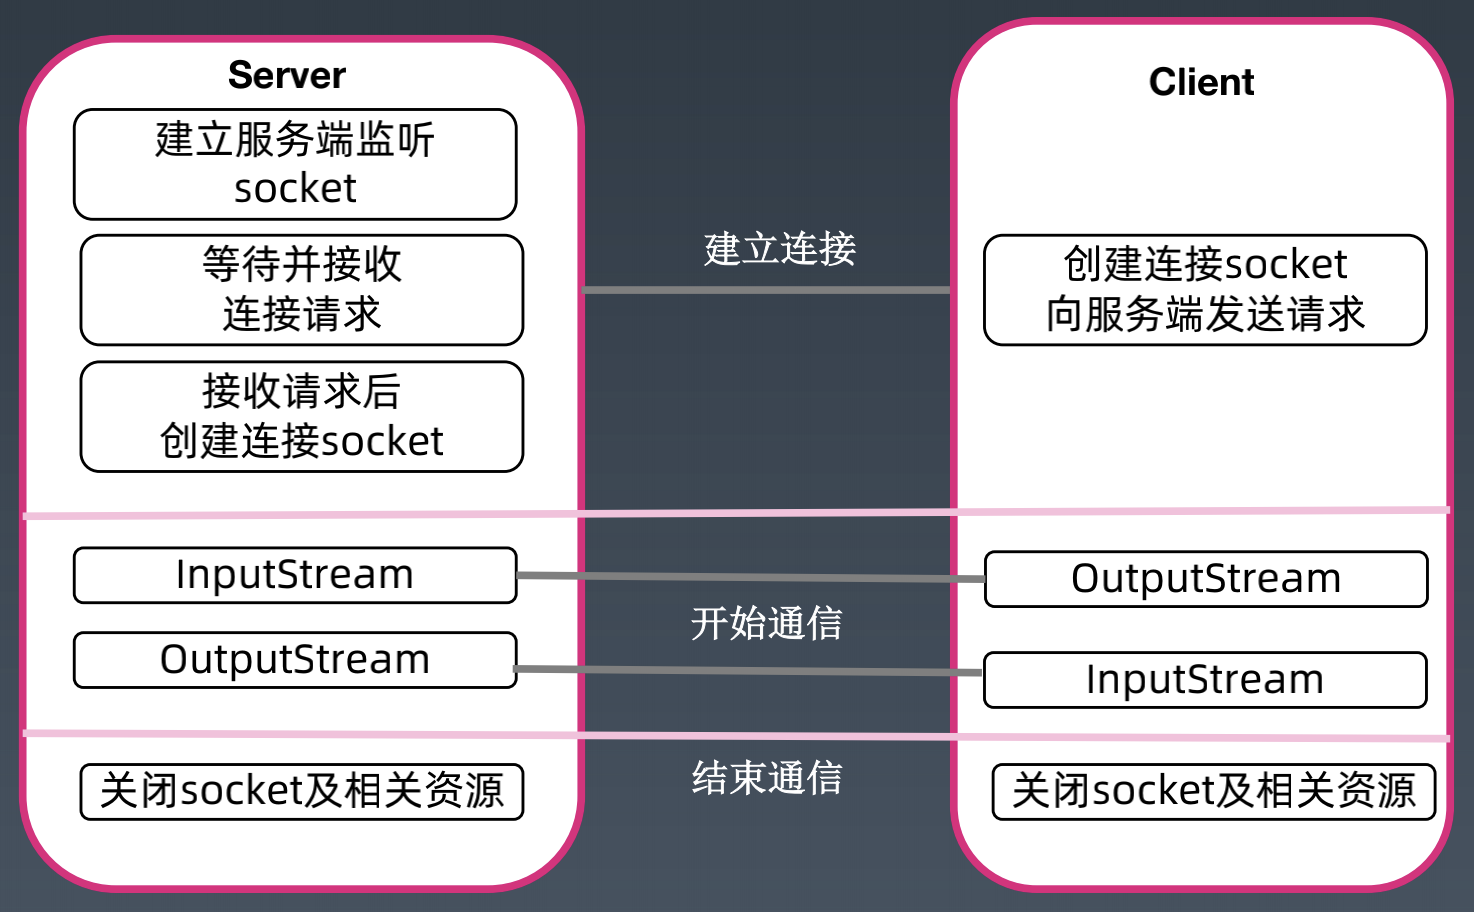 Server
建立服务端监听
socket
等待并接收
连接请求
接收请求后
创建连接socket
InputStream
OutputStream
关闭socket及相关资源
建立连接
开始通信
结束通信
Client
创建连接socket
向服务端发送请求
OutputStream
InputStream
关闭socket及相关资源